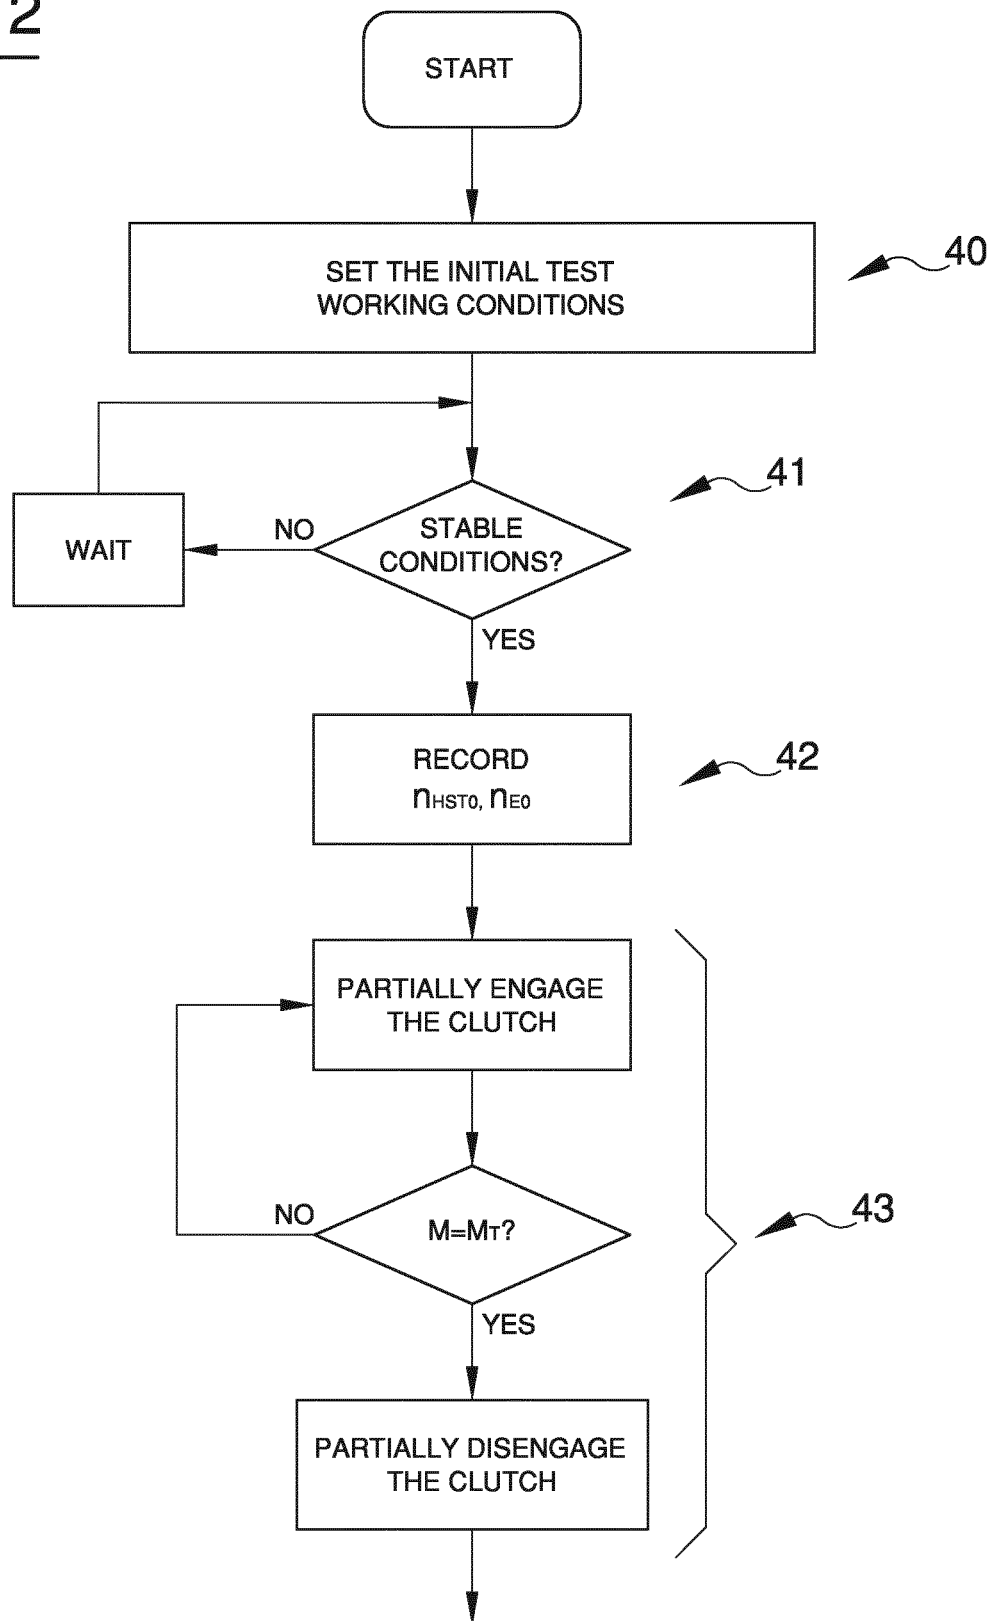 2
START
SET THE INITIAL TEST
WORKING CONDITIONS
40
41
STABLE
CONDITIONS?
NO
WAIT
YES
RECORD
nHST0, nE0
42
PARTIALLY ENGAGE
THE CLUTCH
M=MT?
NO
43
YES
PARTIALLY DISENGAGE
THE CLUTCH